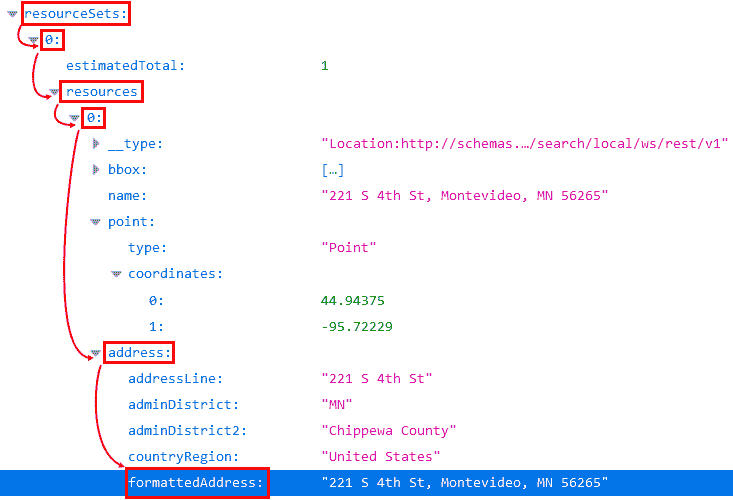 resourceSets:
0:
estimatedTotal: 1
resources
0:
__type: "Location:http://schemas.…/search/local/ws/rest/v1"
bbox: […]
name: "221 S 4th St, Montevideo, MN 56265"
point:
type: "Point"
coordinates:
0: 44.94375
1: -95.72229
address:
addressLine: "221 S 4th St"
adminDistrict: "MN"
adminDistrict2: "Chippewa County"
countryRegion: "United States"
formattedAddress: "221 S 4th St, Montevideo, MN 56265"